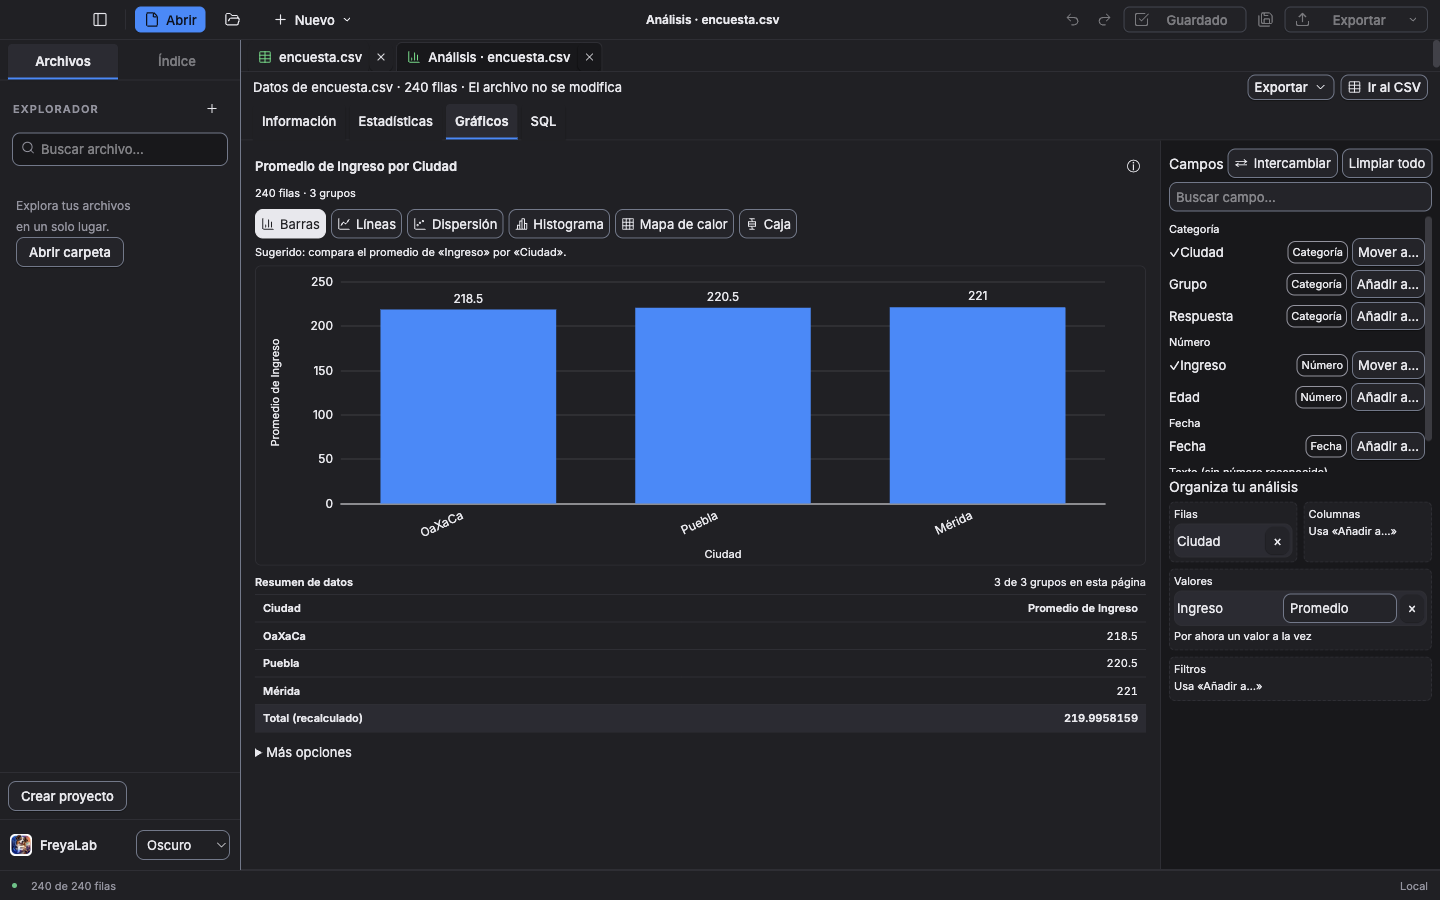 Abrir
Nuevo
Análisis · encuesta.csv
Guardado
Exportar
Archivos
Índice
encuesta.csv
Análisis · encuesta.csv
Datos de encuesta.csv · 240 filas · El archivo no se modifica
Exportar
Ir al CSV
EXPLORADOR
Buscar archivo...
Explora tus archivos
en un solo lugar.
Abrir carpeta
Información
Estadísticas
Gráficos
SQL
Promedio de Ingreso por Ciudad
240 filas · 3 grupos
Barras
Líneas
Dispersión
Histograma
Mapa de calor
Caja
Sugerido: compara el promedio de «Ingreso» por «Ciudad».
250
200
150
100
50
0
Promedio de Ingreso
218.5
220.5
221
OaXaCa
Puebla
Mérida
Ciudad
Resumen de datos
3 de 3 grupos en esta página
Ciudad Promedio de Ingreso
OaXaCa 218.5
Puebla 220.5
Mérida 221
Total (recalculado) 219.9958159
Más opciones
Campos
Intercambiar
Limpiar todo
Buscar campo...
Categoría
Ciudad Categoría Mover a...
Grupo Categoría Añadir a...
Respuesta Categoría Añadir a...
Número
Ingreso Número Mover a...
Edad Número Añadir a...
Fecha
Fecha Fecha Añadir a...
Texto (sin número reconocido)
Organiza tu análisis
Filas
Ciudad
Columnas
Usa «Añadir a...»
Valores
Ingreso Promedio
Por ahora un valor a la vez
Filtros
Usa «Añadir a...»
Crear proyecto
FreyaLab
Oscuro
240 de 240 filas
Local